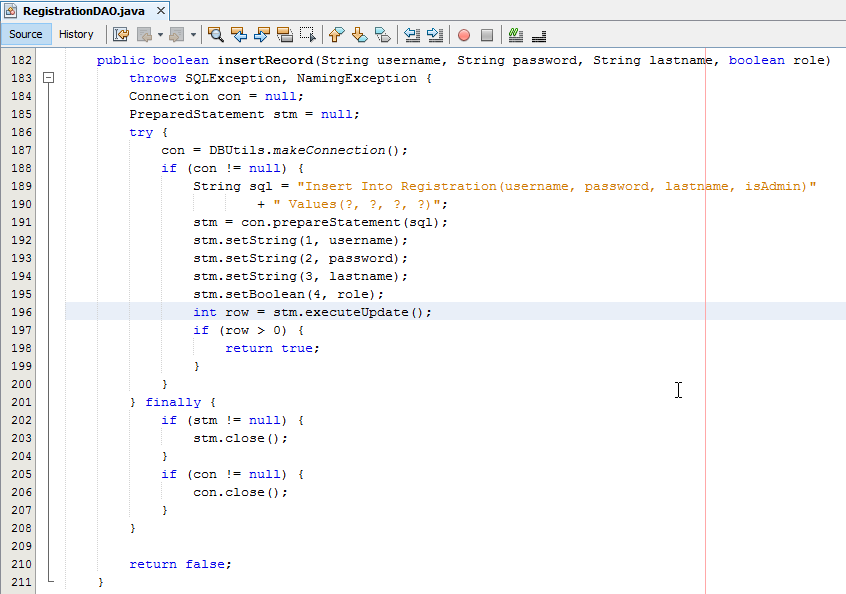 RegistrationDAO.java
Source History
182 public boolean insertRecord(String username, String password, String lastname, boolean role)
183 throws SQLException, NamingException {
184 Connection con = null;
185 PreparedStatement stm = null;
186 try {
187 con = DBUtils.makeConnection();
188 if (con != null) {
189 String sql = "Insert Into Registration(username, password, lastname, isAdmin)"
190 + " Values(?, ?, ?, ?)";
191 stm = con.prepareStatement(sql);
192 stm.setString(1, username);
193 stm.setString(2, password);
194 stm.setString(3, lastname);
195 stm.setBoolean(4, role);
196 int row = stm.executeUpdate();
197 if (row > 0) {
198 return true;
199 }
200 }
201 } finally {
202 if (stm != null) {
203 stm.close();
204 }
205 if (con != null) {
206 con.close();
207 }
208 }
209
210 return false;
211 }